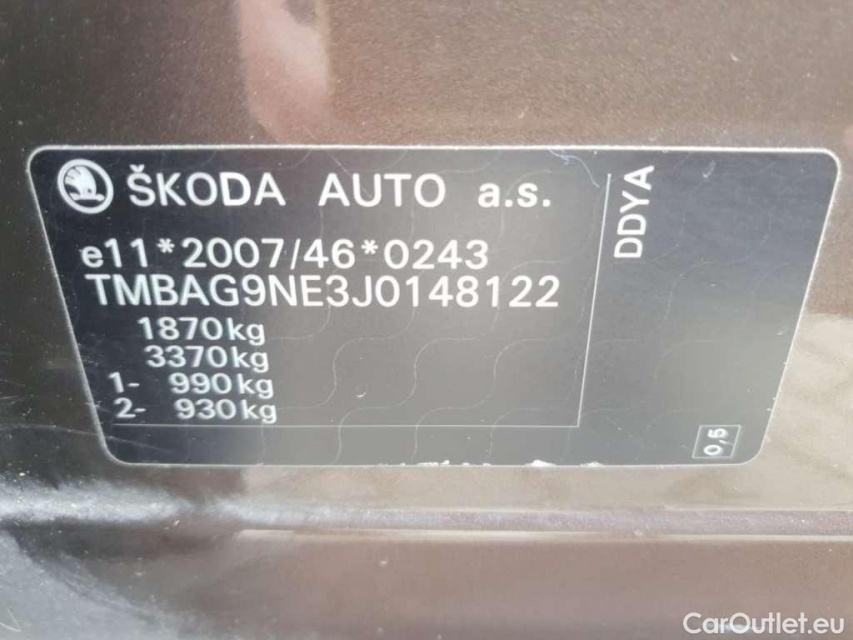 ŠKODA AUTO a.s.
e11*2007/46*0243
TMBAG9NE3J0148122
1870kg
3370kg
1- 990kg
2- 930kg
DDYA
0,5
CarOutlet.eu